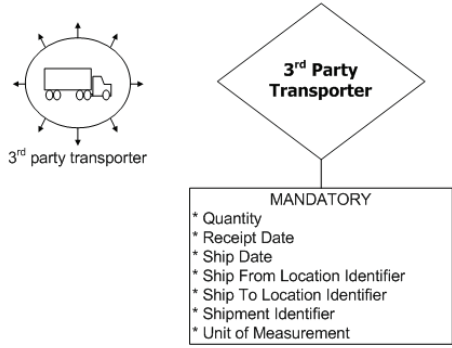 3rd party transporter
3rd Party
Transporter
MANDATORY
* Quantity
* Receipt Date
* Ship Date
* Ship From Location Identifier
* Ship To Location Identifier
* Shipment Identifier
* Unit of Measurement